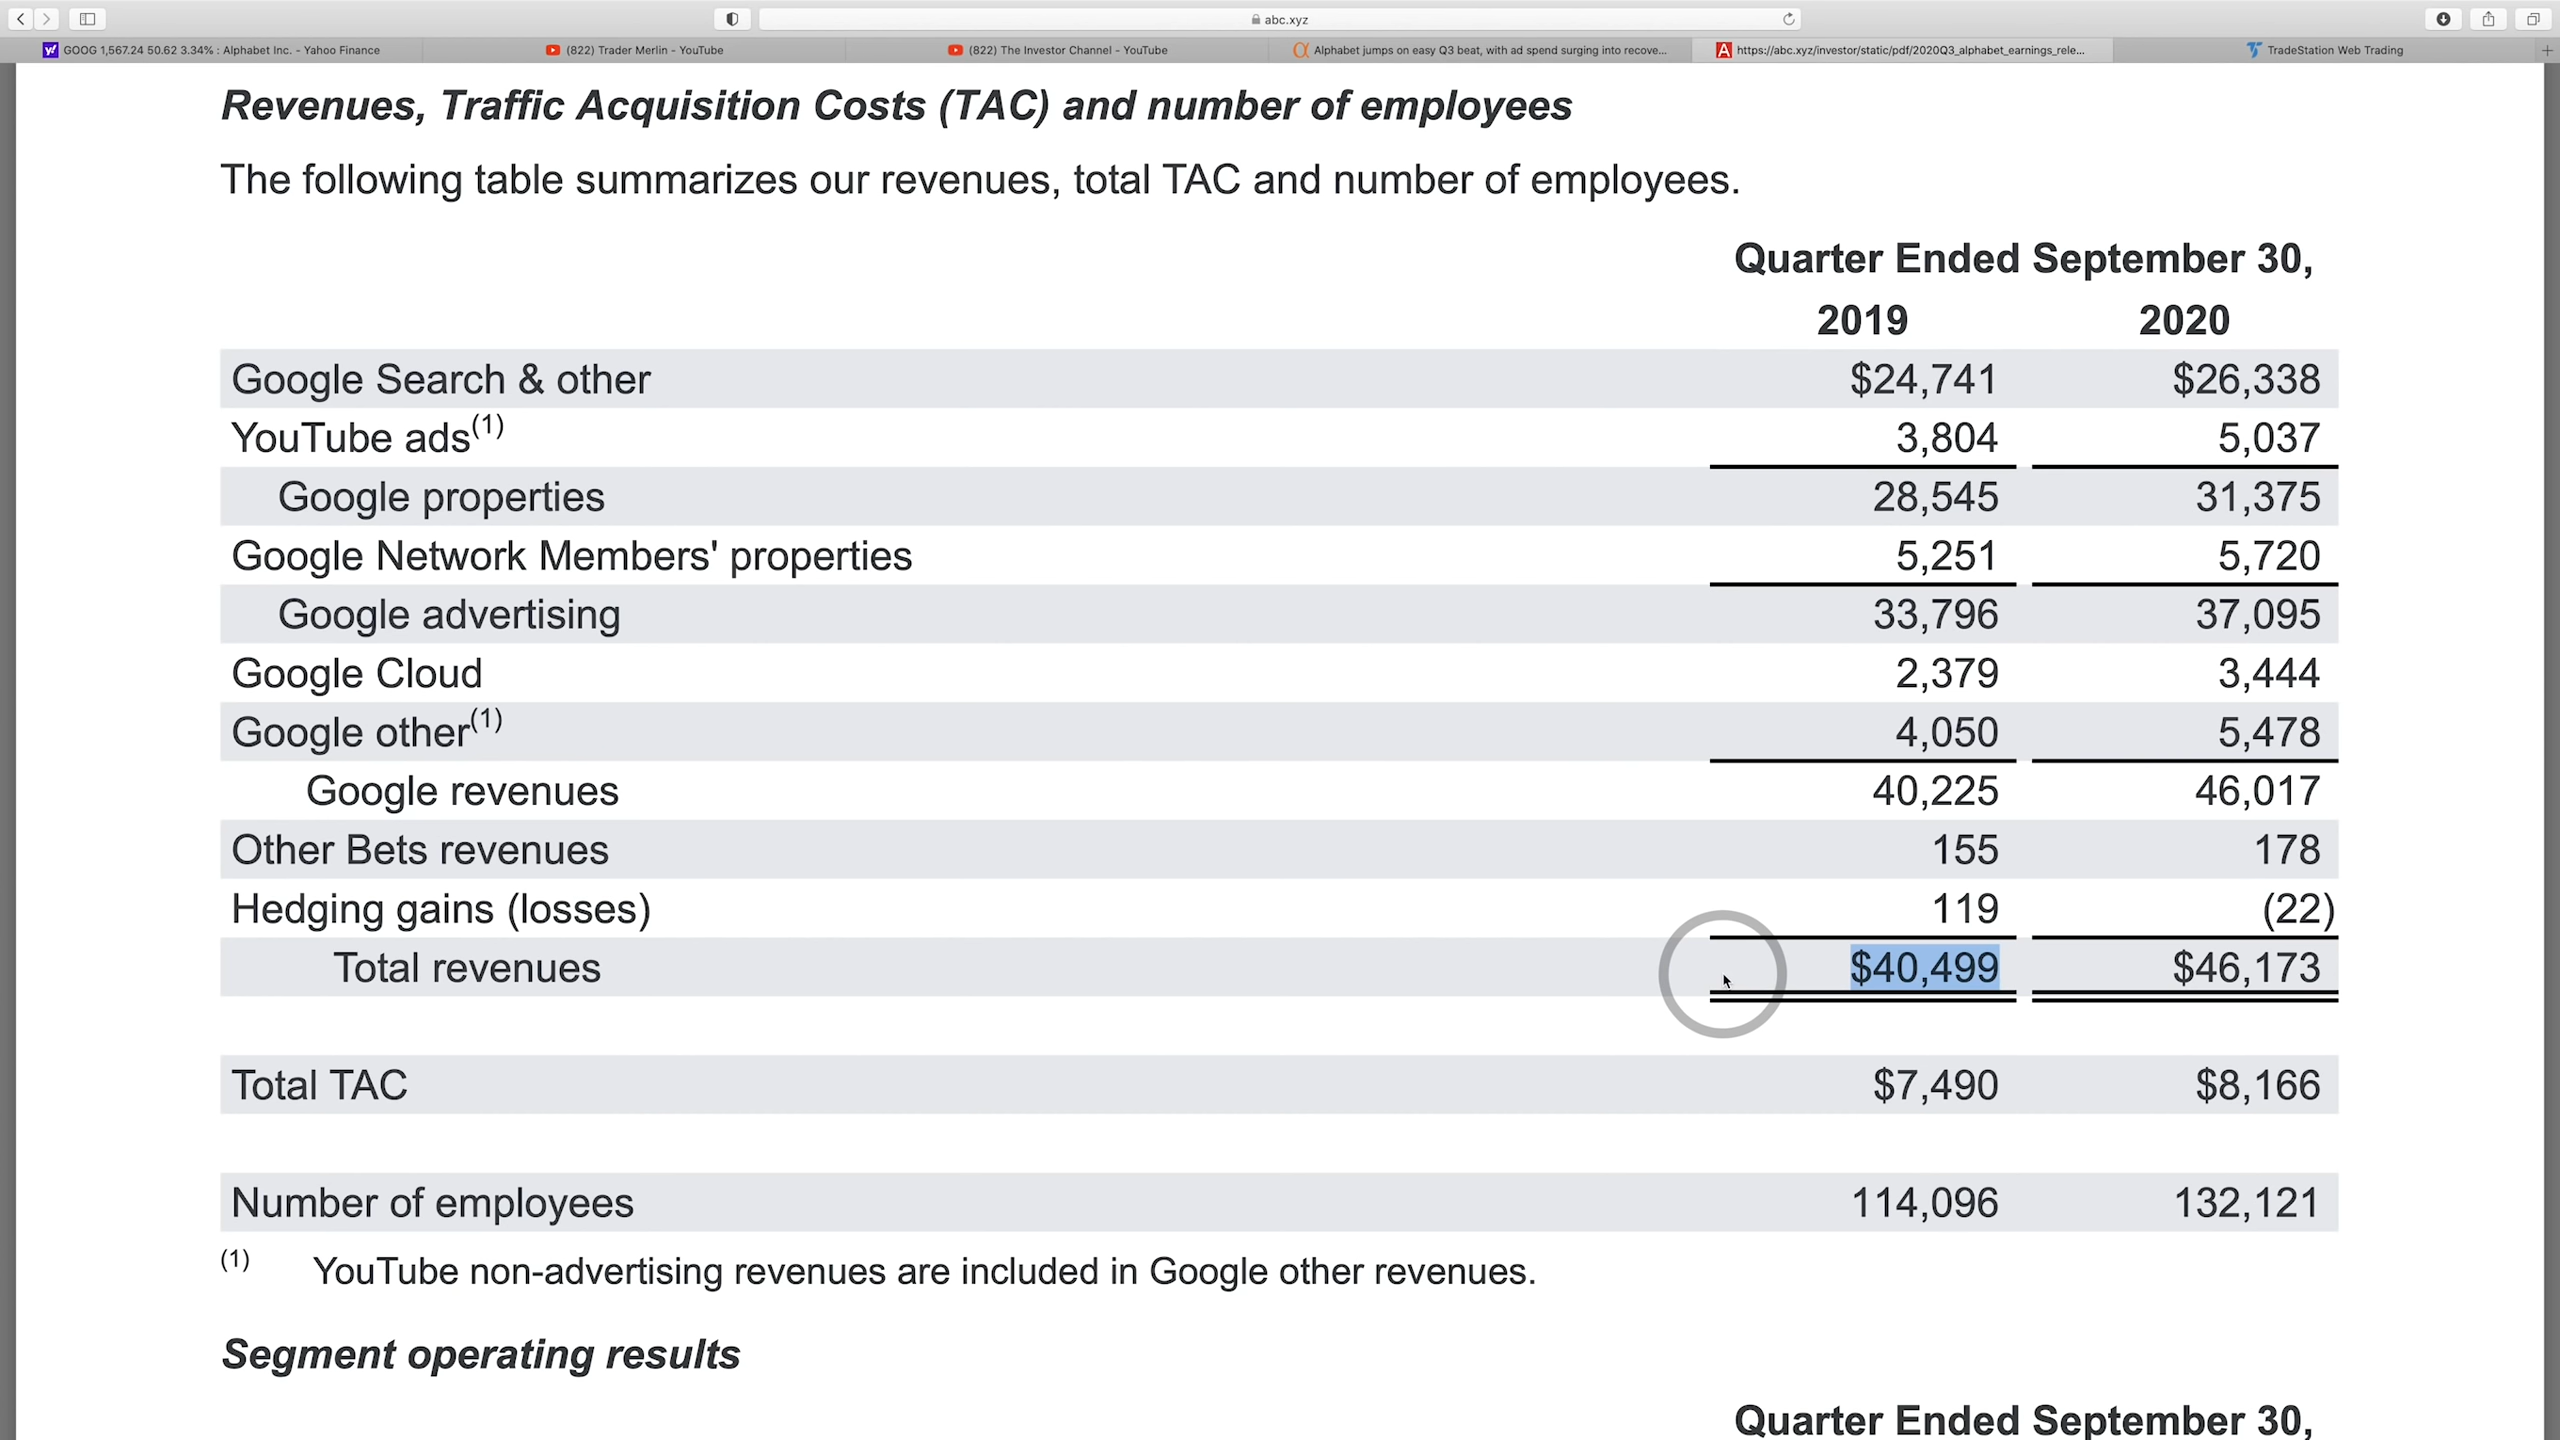 abc.xyz
GOOG 1,567.24 50.62 3.34% : Alphabet Inc. - Yahoo Finance
(822) Trader Merlin - YouTube
(822) The Investor Channel - YouTube
Alphabet jumps on easy Q3 beat, with ad spend surging into recove...
https://abc.xyz/investor/static/pdf/2020Q3_alphabet_earnings_rele...
TradeStation Web Trading
Revenues, Traffic Acquisition Costs (TAC) and number of employees
The following table summarizes our revenues, total TAC and number of employees.
Quarter Ended September 30,
2019 2020
Google Search & other $24,741 $26,338
YouTube ads(1) 3,804 5,037
Google properties 28,545 31,375
Google Network Members' properties 5,251 5,720
Google advertising 33,796 37,095
Google Cloud 2,379 3,444
Google other(1) 4,050 5,478
Google revenues 40,225 46,017
Other Bets revenues 155 178
Hedging gains (losses) 119 (22)
Total revenues $40,499 $46,173
Total TAC $7,490 $8,166
Number of employees 114,096 132,121
(1) YouTube non-advertising revenues are included in Google other revenues.
Segment operating results
Quarter Ended September 30,